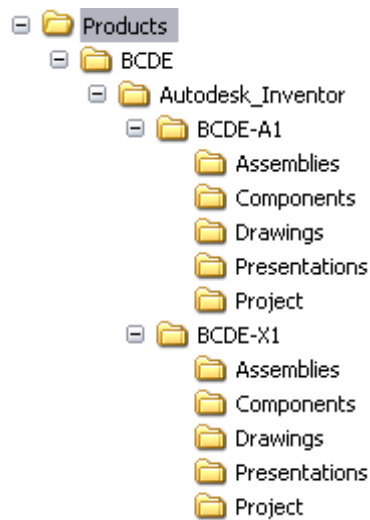 Products
BCDE
Autodesk_Inventor
BCDE-A1
Assemblies
Components
Drawings
Presentations
Project
BCDE-X1
Assemblies
Components
Drawings
Presentations
Project